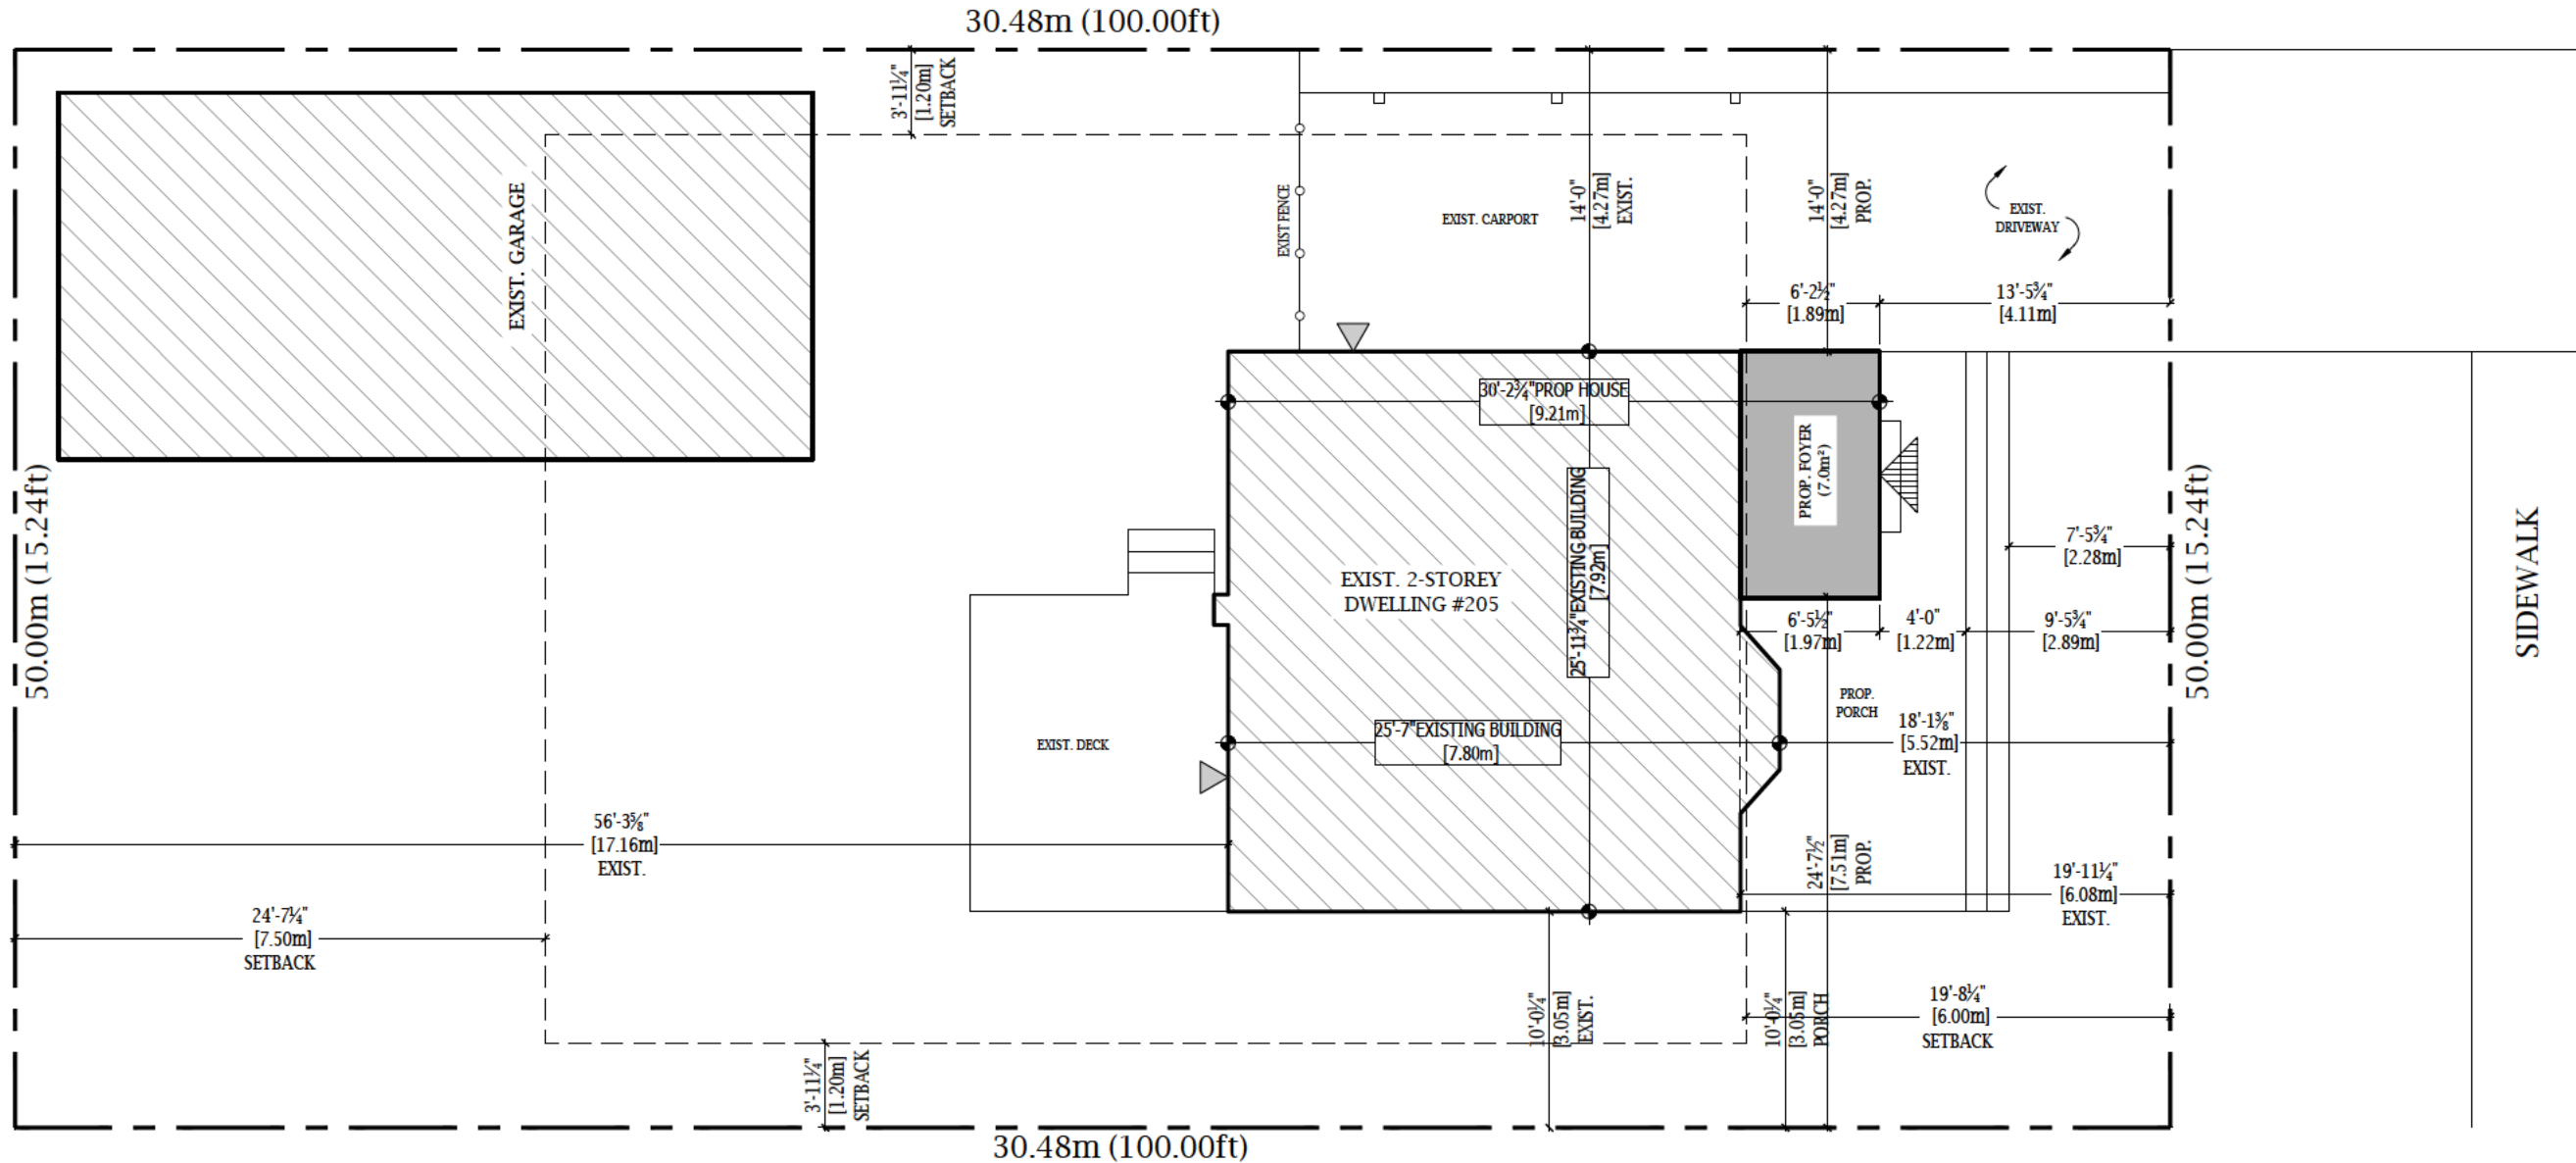 30.48m (100.00ft)
3'-11¼"
[1.20m]
SETBACK
EXIST. GARAGE
EXIST FENCE
EXIST. CARPORT
14'-0"
[4.27m]
EXIST.
14'-0"
[4.27m]
PROP.
EXIST.
DRIVEWAY
6'-2½"
[1.89m]
13'-5¾"
[4.11m]
30'-2¾"PROP HOUSE
[9.21m]
PROP. FOYER
(7.0m²)
50.00m (15.24ft)
25'-11¾"EXISTING BUILDING
[7.92m]
EXIST. 2-STOREY
DWELLING #205
7'-5¾"
[2.28m]
50.00m (15.24ft)
SIDEWALK
6'-5½"
[1.97m]
4'-0"
[1.22m]
9'-5¾"
[2.89m]
PROP.
PORCH
EXIST. DECK
25'-7"EXISTING BUILDING
[7.80m]
18'-1⅜"
[5.52m]
EXIST.
56'-3⅝"
[17.16m]
EXIST.
24'-7½"
[7.51m]
PROP.
19'-11¼"
[6.08m]
EXIST.
24'-7¼"
[7.50m]
SETBACK
10'-0¼"
[3.05m]
EXIST.
10'-0¼"
[3.05m]
PORCH
19'-8¼"
[6.00m]
SETBACK
3'-11¼"
[1.20m]
SETBACK
30.48m (100.00ft)